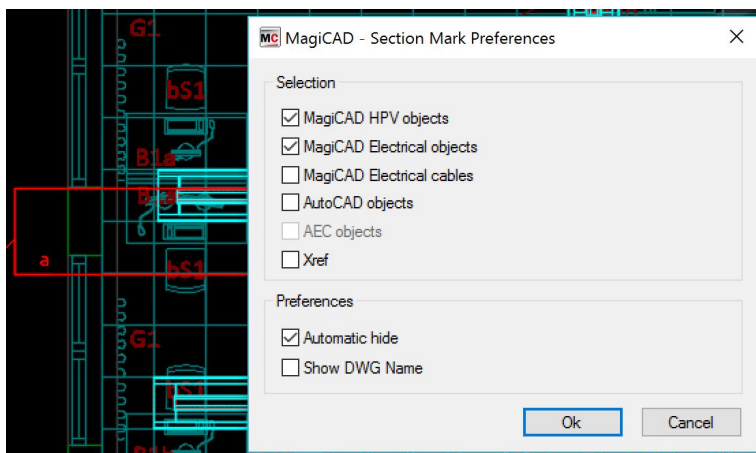 G1
bS1
B1a
a
bS1
G1
MC MagiCAD - Section Mark Preferences
Selection
MagiCAD HPV objects
MagiCAD Electrical objects
MagiCAD Electrical cables
AutoCAD objects
AEC objects
Xref
Preferences
Automatic hide
Show DWG Name
Ok Cancel